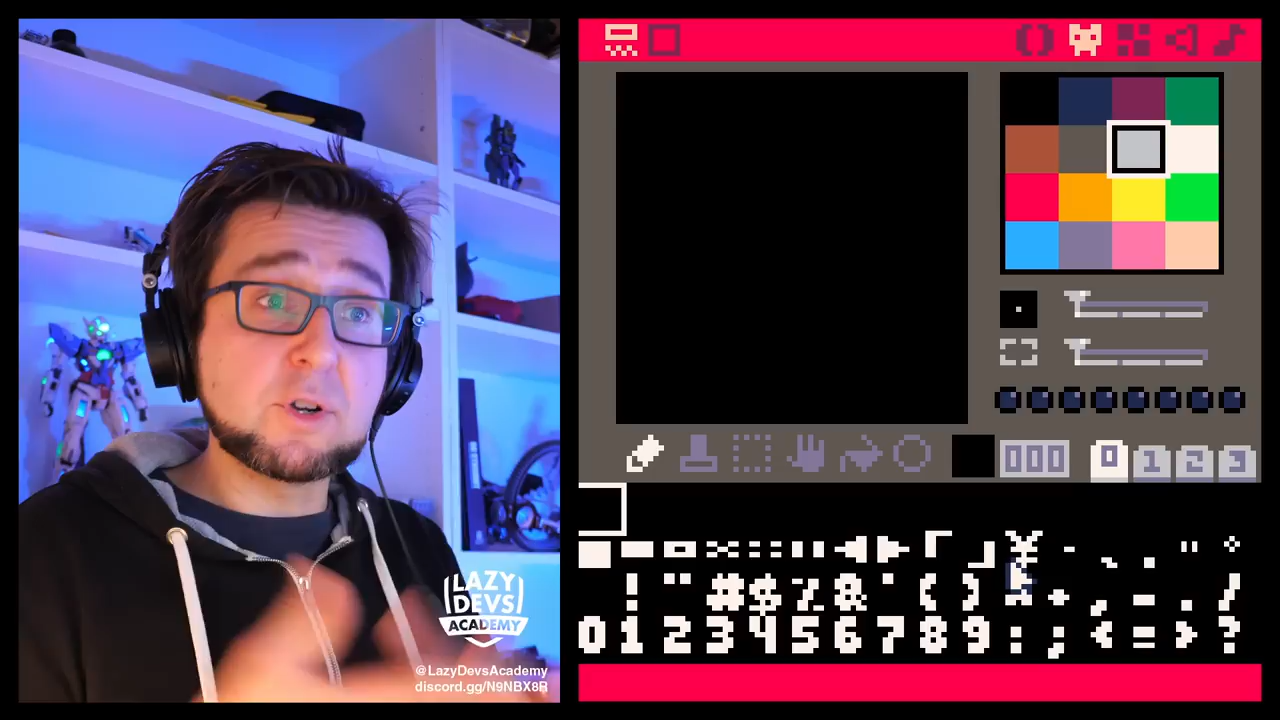 LAZY
DEVS
ACADEMY
@LazyDevsAcademy
discord.gg/N9NBX8R
000
0 1 2 3
「 」 ¥ - 、 . " °
! " # $ % & ' ( ) * + , - . /
0 1 2 3 4 5 6 7 8 9 : ; < = > ?